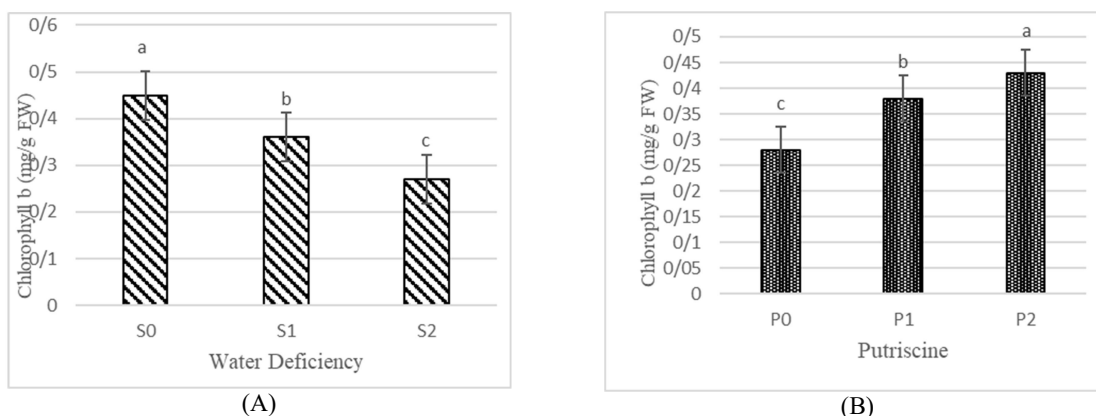 0/6
0/5
0/4
0/3
0/2
0/1
0
Chlorophyll b (mg/g FW)
a
b
c
S0 S1 S2
Water Deficiency
(A)
0/5
0/45
0/4
0/35
0/3
0/25
0/2
0/15
0/1
0/05
0
Chlorophyll b (mg/g FW)
c
b
a
P0 P1 P2
Putriscine
(B)